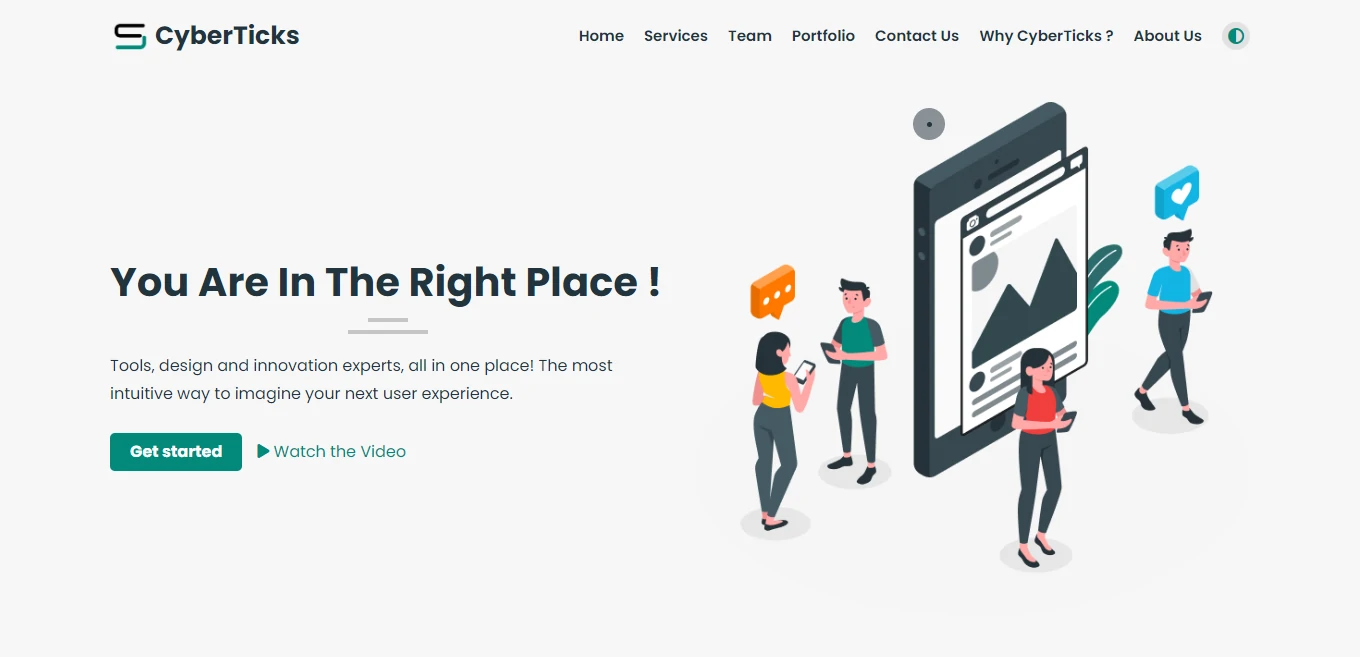 CyberTicks
Home Services Team Portfolio Contact Us Why CyberTicks ? About Us
You Are In The Right Place !
Tools, design and innovation experts, all in one place! The most
intuitive way to imagine your next user experience.
Get started Watch the Video